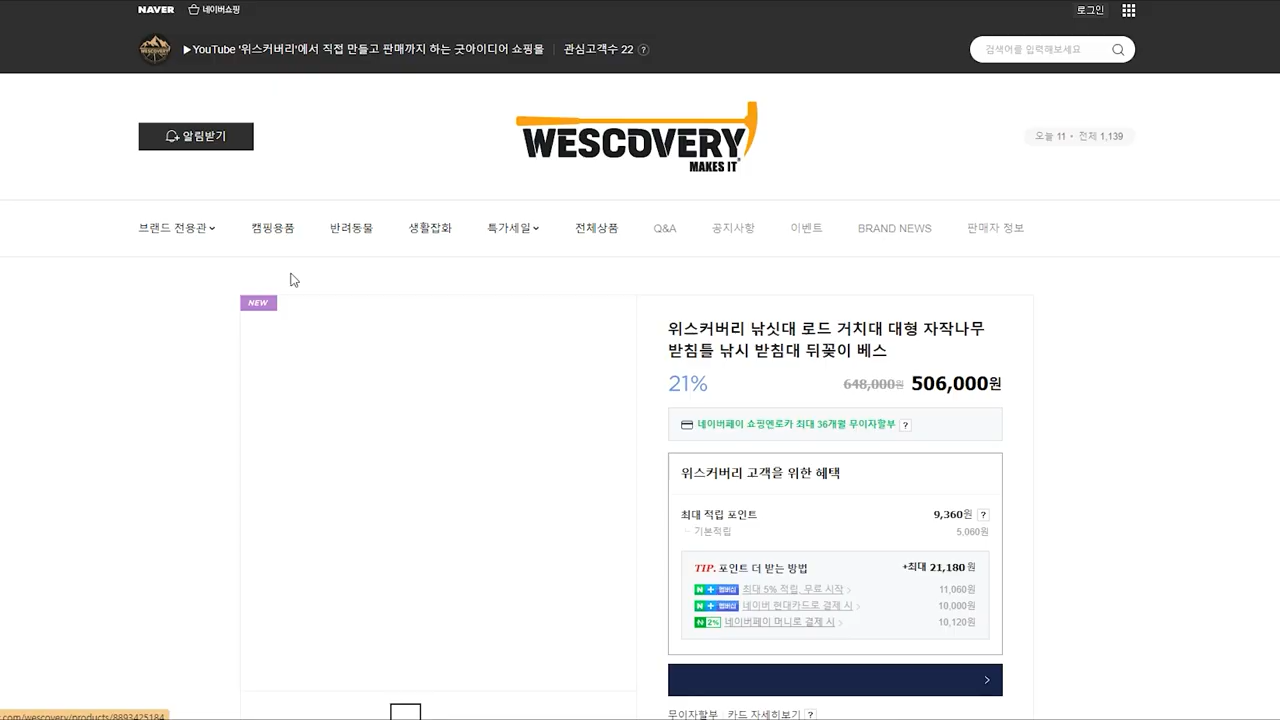 NAVER 네이버쇼핑
로그인
▶YouTube '위스커버리'에서 직접 만들고 판매까지 하는 굿아이디어 쇼핑몰 관심고객수 22 ?
검색어를 입력해보세요
알림받기
WESCOVERY
MAKES IT
오늘 11 · 전체 1,139
브랜드 전용관 캠핑용품 반려동물 생활잡화 특가세일 전체상품 Q&A 공지사항 이벤트 BRAND NEWS 판매자 정보
NEW
위스커버리 낚싯대 로드 거치대 대형 자작나무
받침틀 낚시 받침대 뒤꽂이 베스
21% 648,000원 506,000원
네이버페이 쇼핑엔로카 최대 36개월 무이자할부 ?
위스커버리 고객을 위한 혜택
최대 적립 포인트 9,360원 ?
기본적립 5,060원
TIP. 포인트 더 받는 방법 +최대 21,180 원
N+ 멤버십 최대 5% 적립, 무료 시작 11,060원
N+ 멤버십 네이버 현대카드로 결제 시 10,000원
N 2% 네이버페이 머니로 결제 시 10,120원
무이자할부 카드 자세히보기 ?
.com/wescovery/products/8893425184